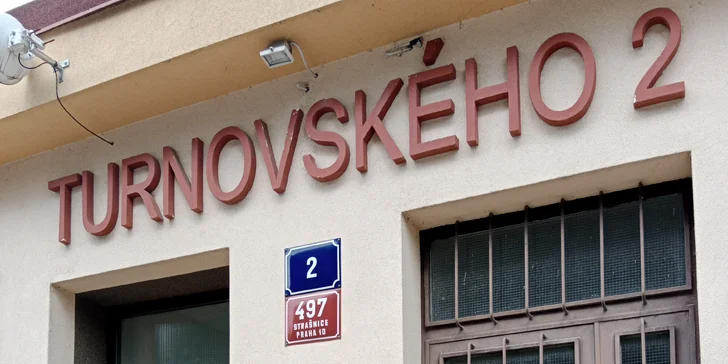 TURNOVSKÉHO 2
2
497
STRAŠNICE
PRAHA 10